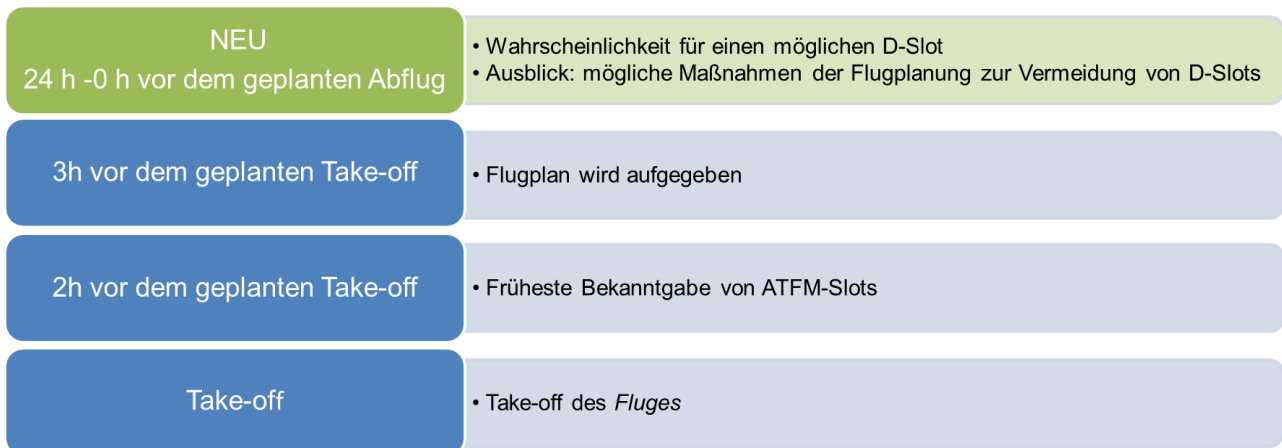 NEU
24 h -0 h vor dem geplanten Abflug
• Wahrscheinlichkeit für einen möglichen D-Slot
• Ausblick: mögliche Maßnahmen der Flugplanung zur Vermeidung von D-Slots
3h vor dem geplanten Take-off
• Flugplan wird aufgegeben
2h vor dem geplanten Take-off
• Früheste Bekanntgabe von ATFM-Slots
Take-off
• Take-off des Fluges